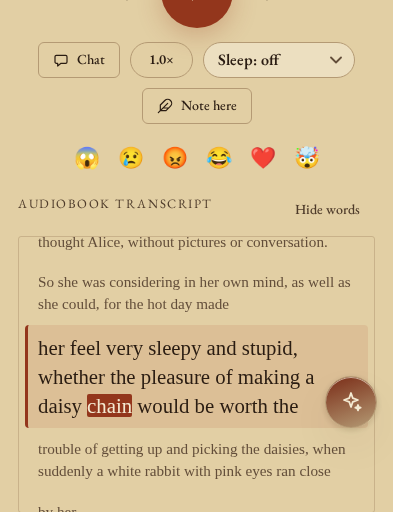 Chat
1.0×
Sleep: off
Note here
AUDIOBOOK TRANSCRIPT
Hide words
thought Alice, without pictures or conversation.
So she was considering in her own mind, as well as
she could, for the hot day made
her feel very sleepy and stupid,
whether the pleasure of making a
daisy chain would be worth the
trouble of getting up and picking the daisies, when
suddenly a white rabbit with pink eyes ran close
by her